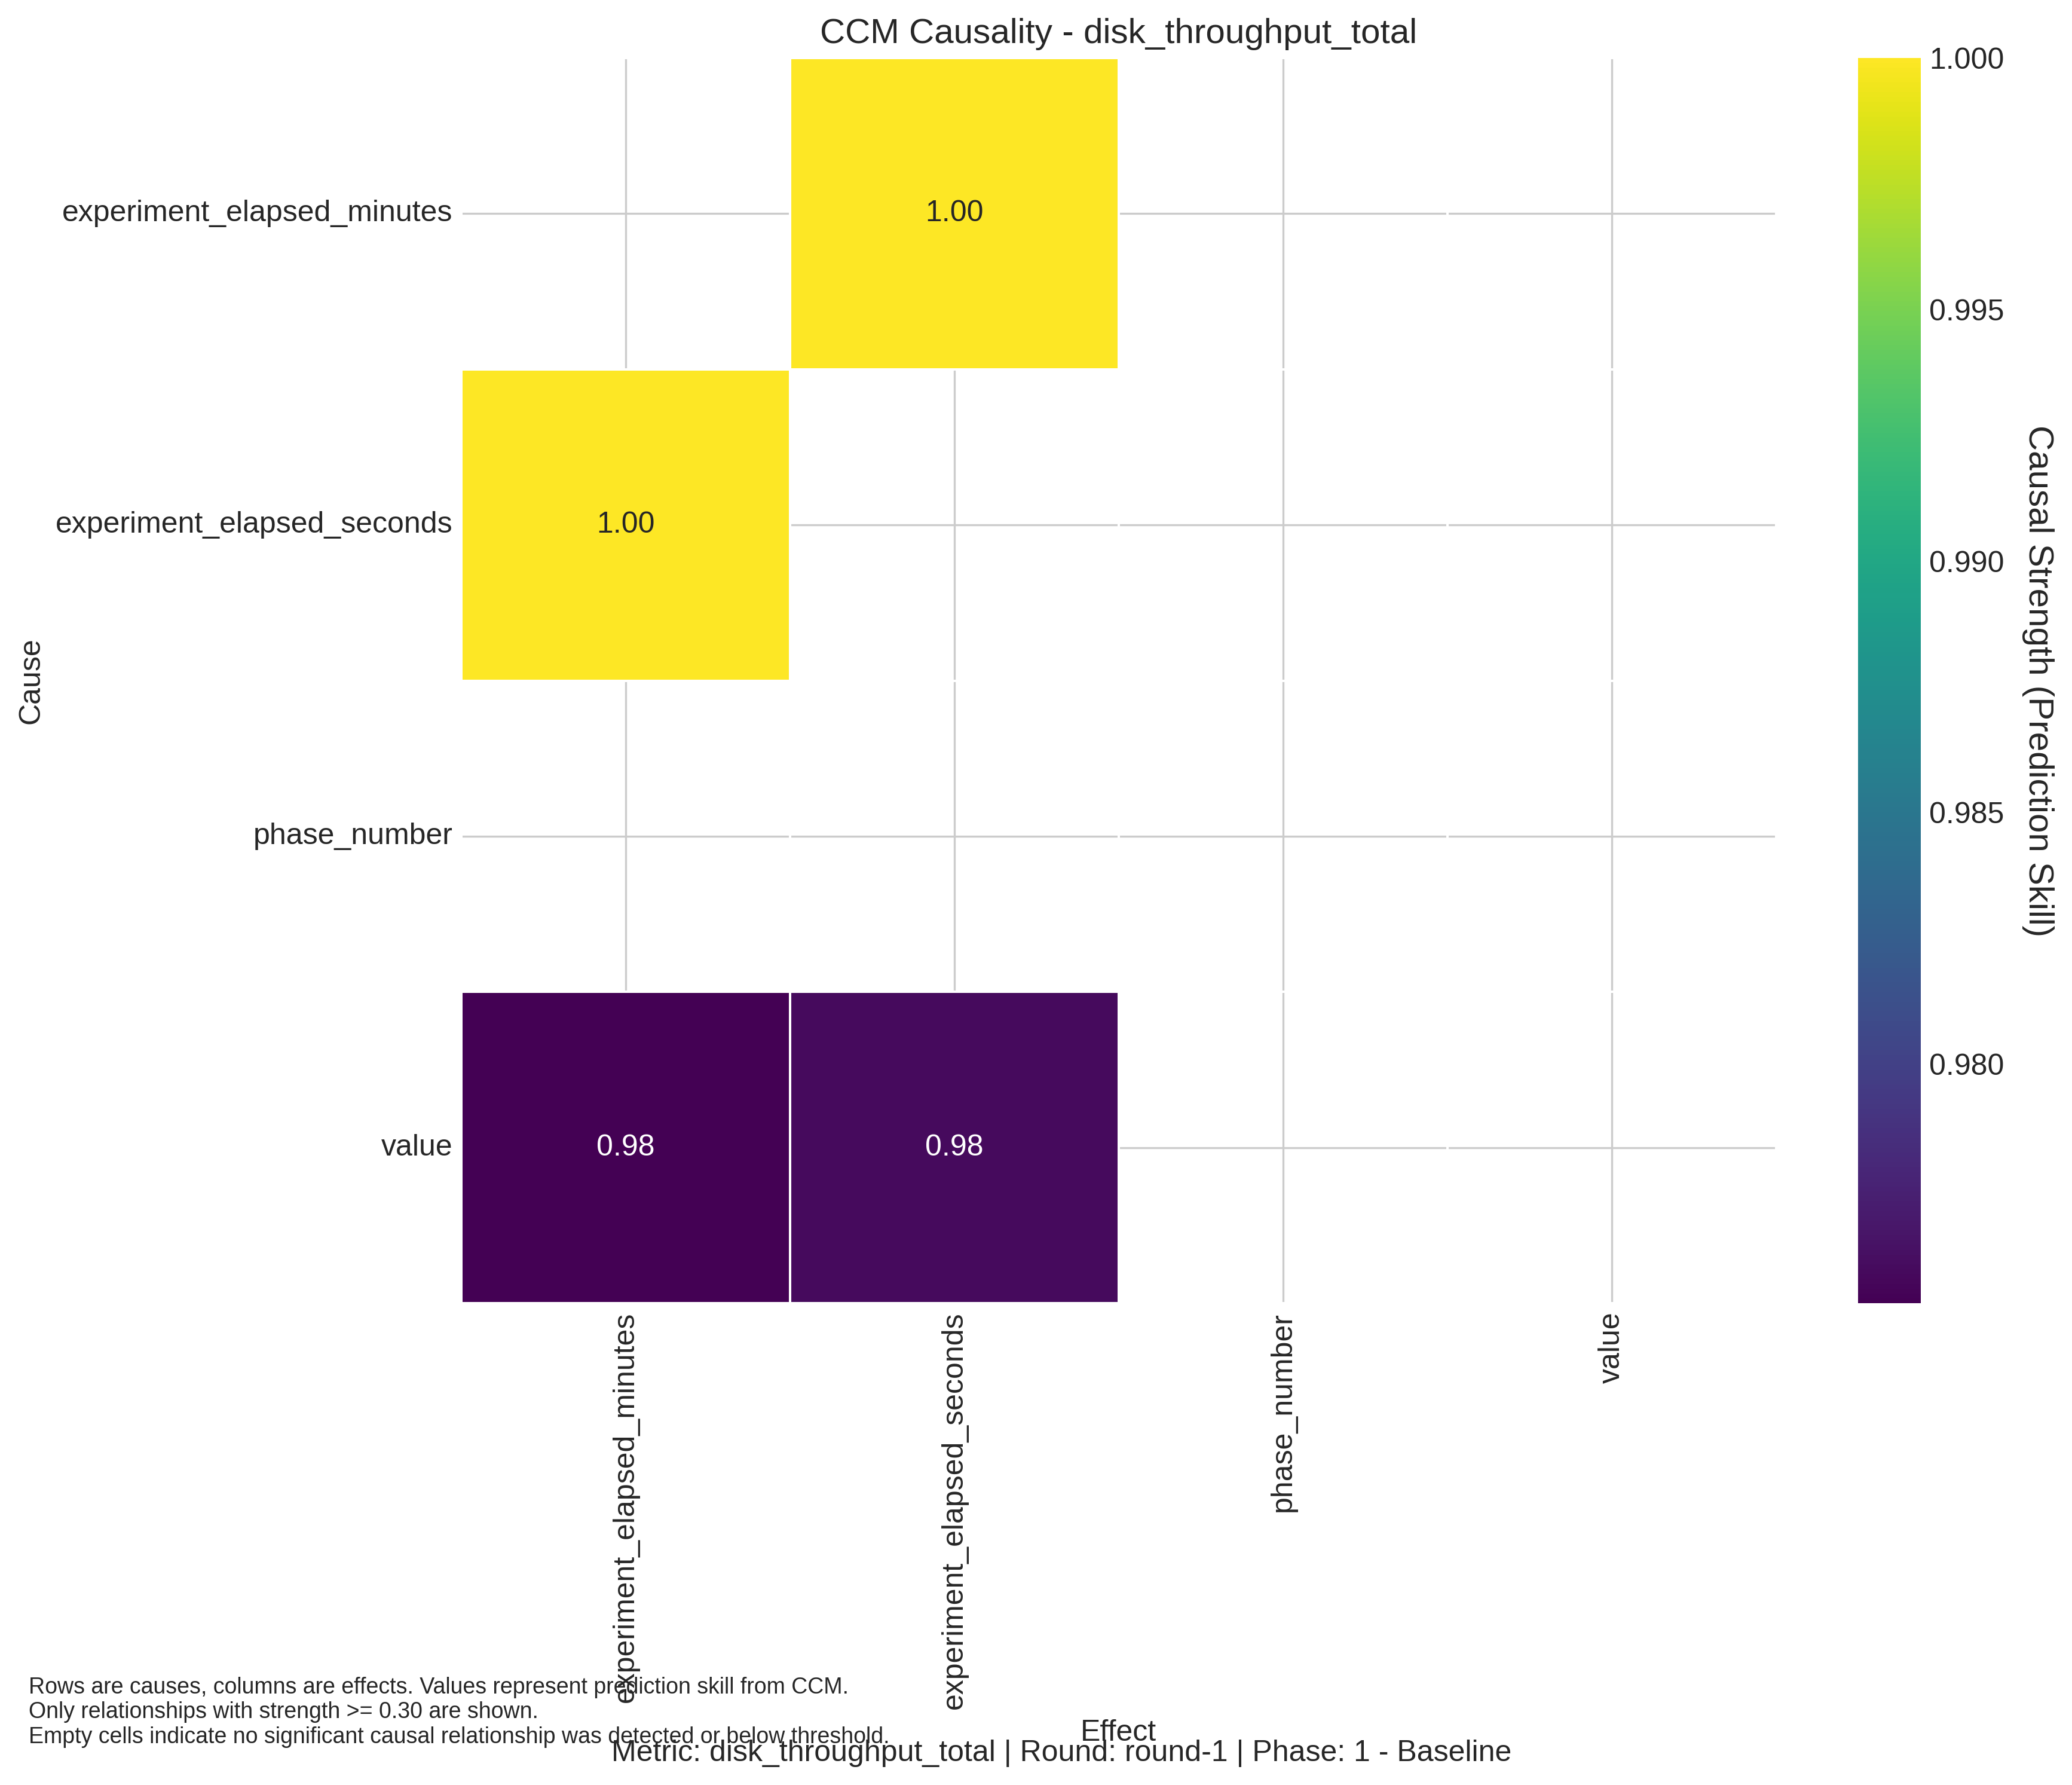 CCM Causality - disk_throughput_total
1.000
0.995
0.990
0.985
0.980
Causal Strength (Prediction Skill)
Cause
experiment_elapsed_minutes
1.00
experiment_elapsed_seconds
1.00
phase_number
value
0.98
0.98
experiment_elapsed_minutes
experiment_elapsed_seconds
phase_number
value
Effect
Rows are causes, columns are effects. Values represent prediction skill from CCM.
Only relationships with strength >= 0.30 are shown.
Empty cells indicate no significant causal relationship was detected or below threshold.
Metric: disk_throughput_total | Round: round-1 | Phase: 1 - Baseline